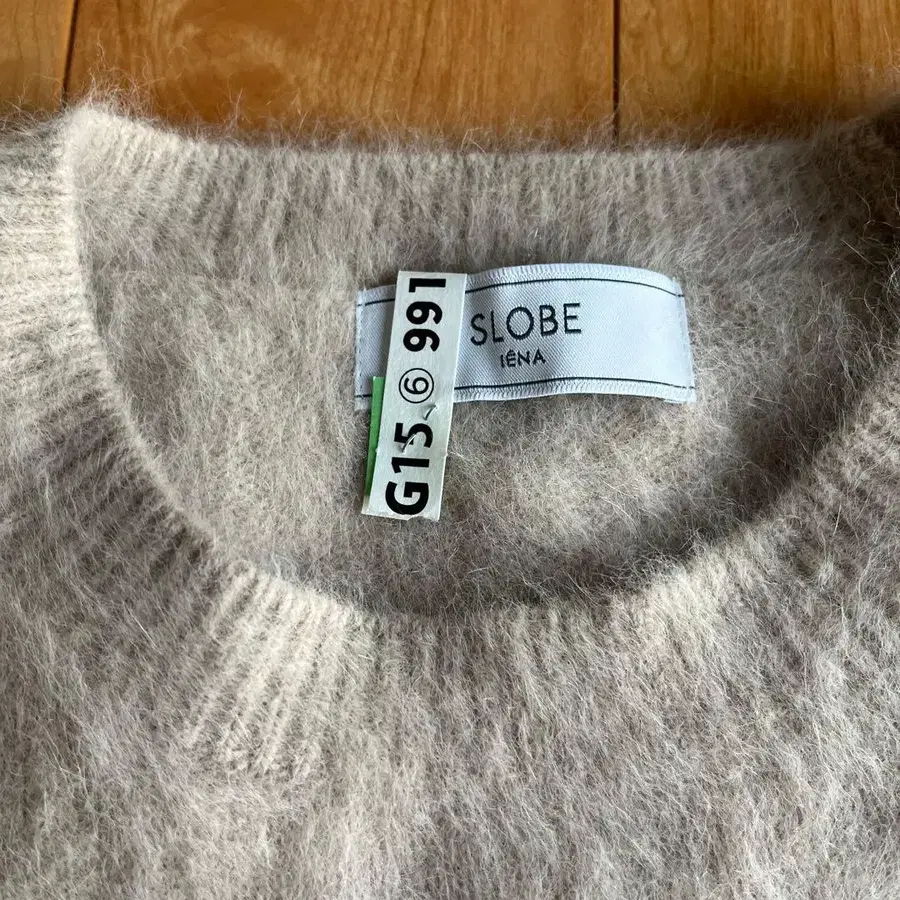 G15 ⑥ 991
SLOBE
IÉNA